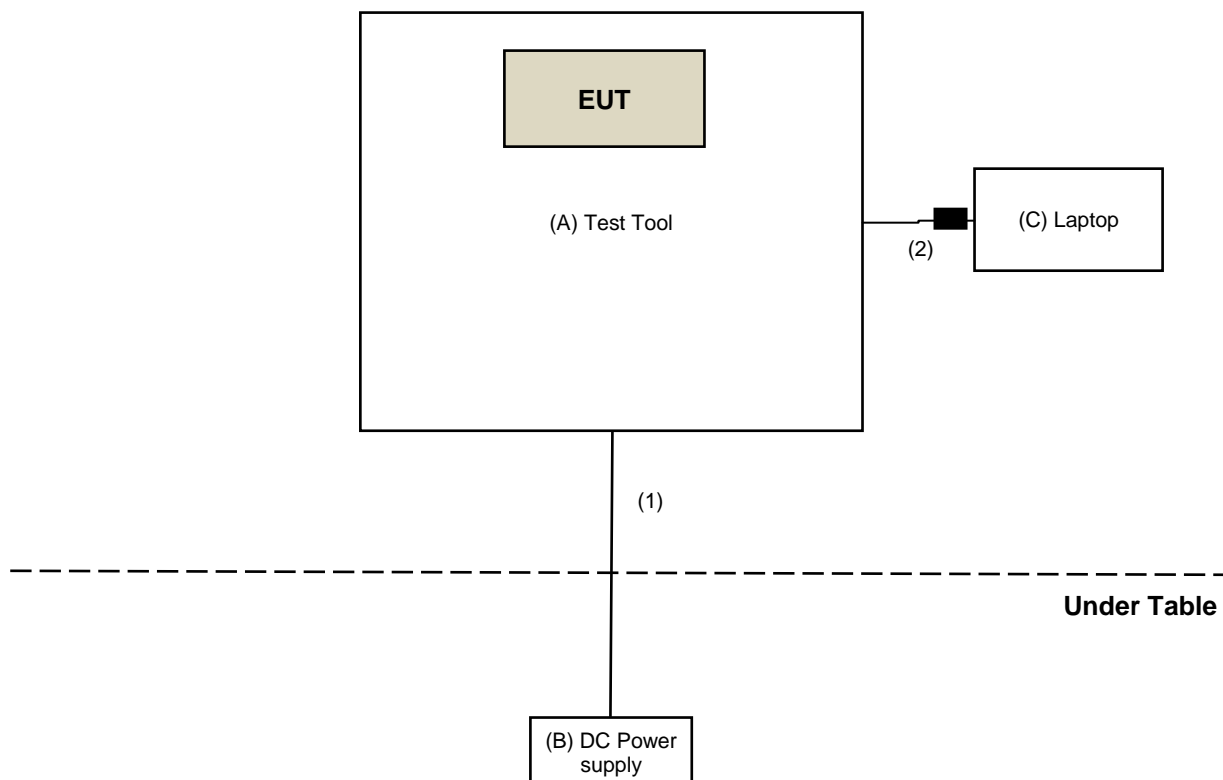 EUT
(A) Test Tool
(C) Laptop
(2)
(1)
Under Table
(B) DC Power
supply